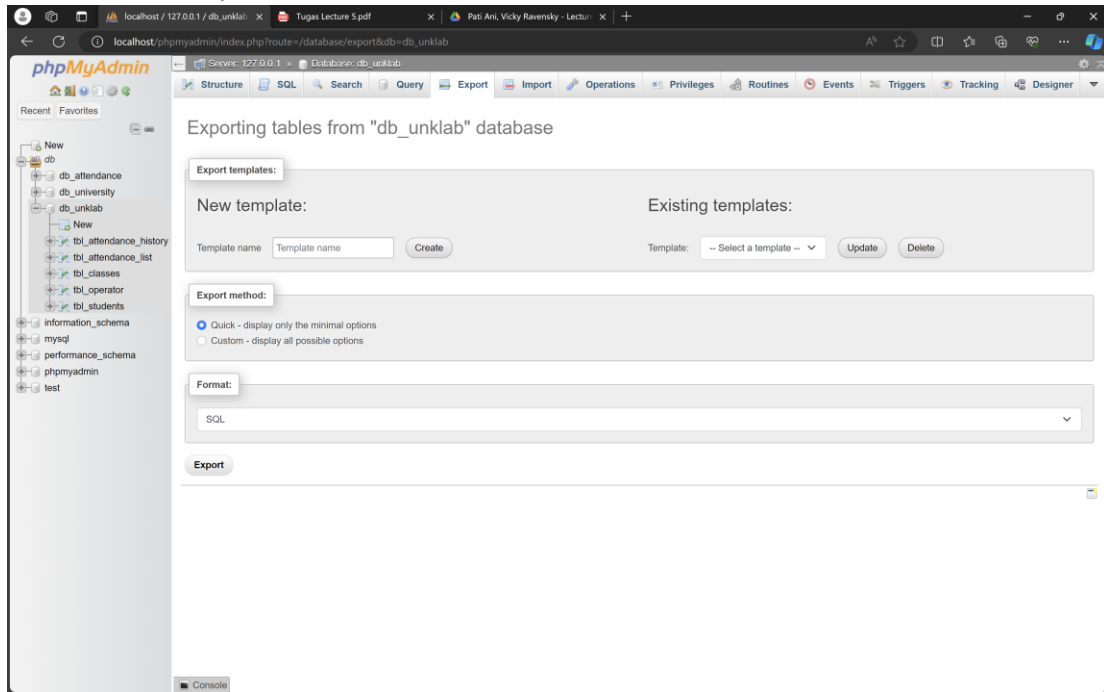 localhost / 127.0.0.1 / db_unklab
Tugas Lecture 5.pdf
Pati Ani, Vicky Ravensky - Lecture
localhost/phpmyadmin/index.php?route=/database/export&db=db_unklab
phpMyAdmin
Recent Favorites
New
db
db_attendance
db_university
db_unklab
New
tbl_attendance_history
tbl_attendance_list
tbl_classes
tbl_operator
tbl_students
information_schema
mysql
performance_schema
phpmyadmin
test
Server: 127.0.0.1 » Database: db_unklab
Structure SQL Search Query Export Import Operations Privileges Routines Events Triggers Tracking Designer
Exporting tables from "db_unklab" database
Export templates:
New template:
Template name Template name Create
Existing templates:
Template: -- Select a template -- Update Delete
Export method:
Quick - display only the minimal options
Custom - display all possible options
Format:
SQL
Export
Console